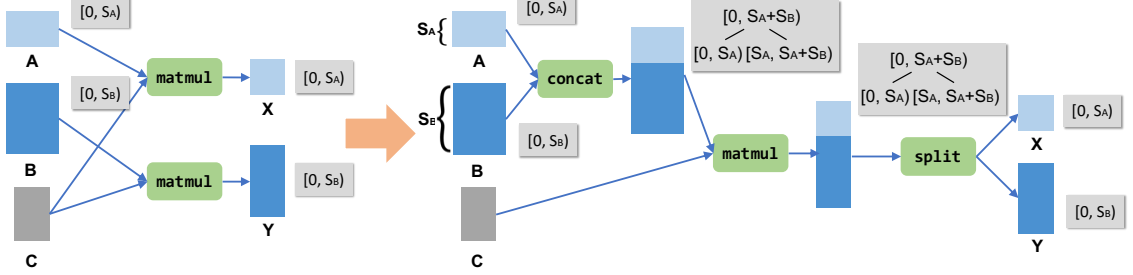 [0, SA)
A
matmul
[0, SA)
X
[0, SB)
B
matmul
[0, SB)
Y
C
SA{
[0, SA)
A
concat
[0, SA+SB)
[0, SA) [SA, SA+SB)
SB{
[0, SB)
B
matmul
[0, SA+SB)
[0, SA) [SA, SA+SB)
split
[0, SA)
X
[0, SB)
Y
C